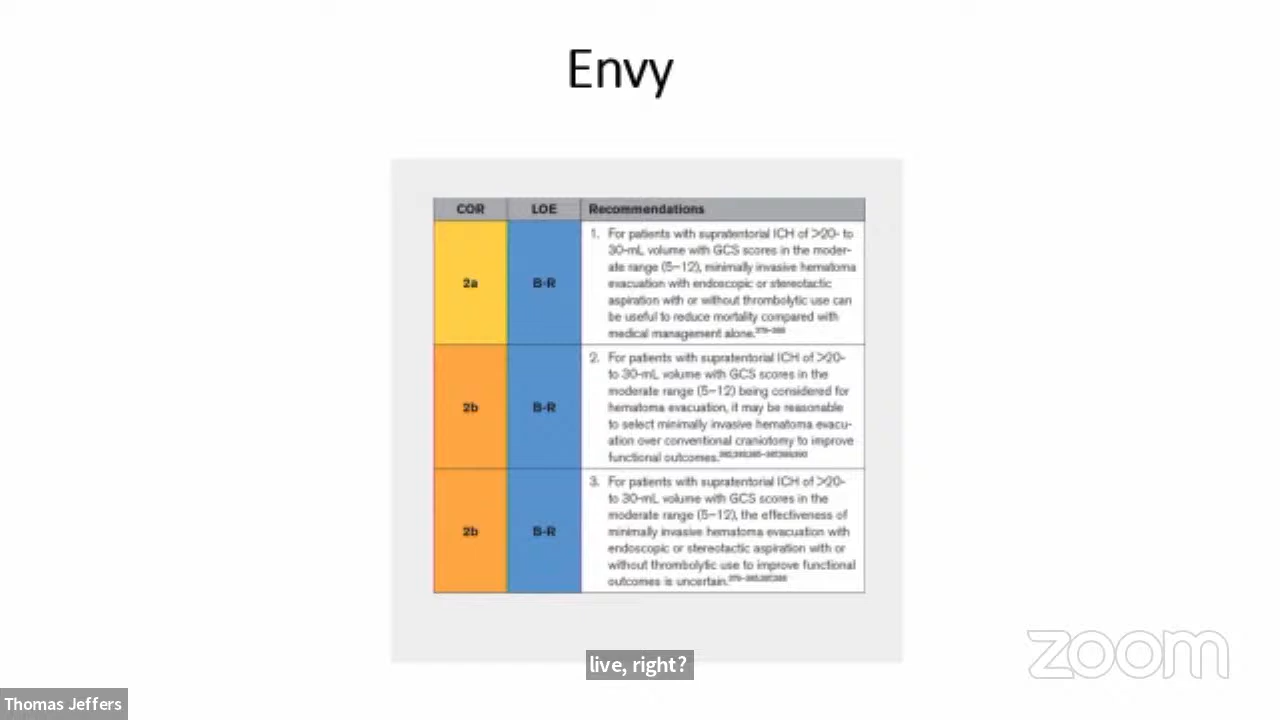 Envy
COR LOE Recommendations
2a B-R 1. For patients with supratentorial ICH of >20- to
30-mL volume with GCS scores in the moder-
ate range (5–12), minimally invasive hematoma
evacuation with endoscopic or stereotactic
aspiration with or without thrombolytic use can
be useful to reduce mortality compared with
medical management alone.
2b B-R 2. For patients with supratentorial ICH of >20-
to 30-mL volume with GCS scores in the
moderate range (5–12) being considered for
hematoma evacuation, it may be reasonable
to select minimally invasive hematoma evacu-
ation over conventional craniotomy to improve
functional outcomes.
2b B-R 3. For patients with supratentorial ICH of >20-
to 30-mL volume with GCS scores in the
moderate range (5–12), the effectiveness of
minimally invasive hematoma evacuation with
endoscopic or stereotactic aspiration with or
without thrombolytic use to improve functional
outcomes is uncertain.
zoom
live, right?
Thomas Jeffers